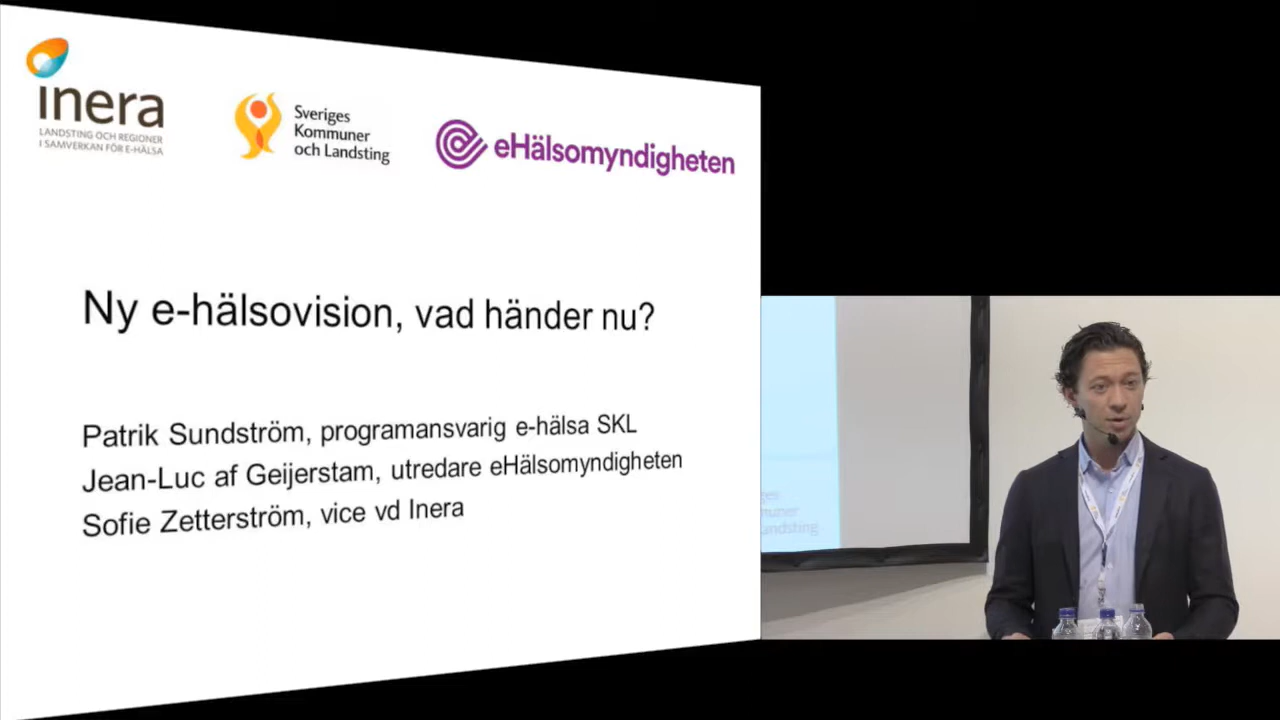 inera
LANDSTING OCH REGIONER
I SAMVERKAN FÖR E-HÄLSA
Sveriges
Kommuner
och Landsting
eHälsomyndigheten
Ny e-hälsovision, vad händer nu?
Patrik Sundström, programansvarig e-hälsa SKL
Jean-Luc af Geijerstam, utredare eHälsomyndigheten
Sofie Zetterström, vice vd Inera
Landsting